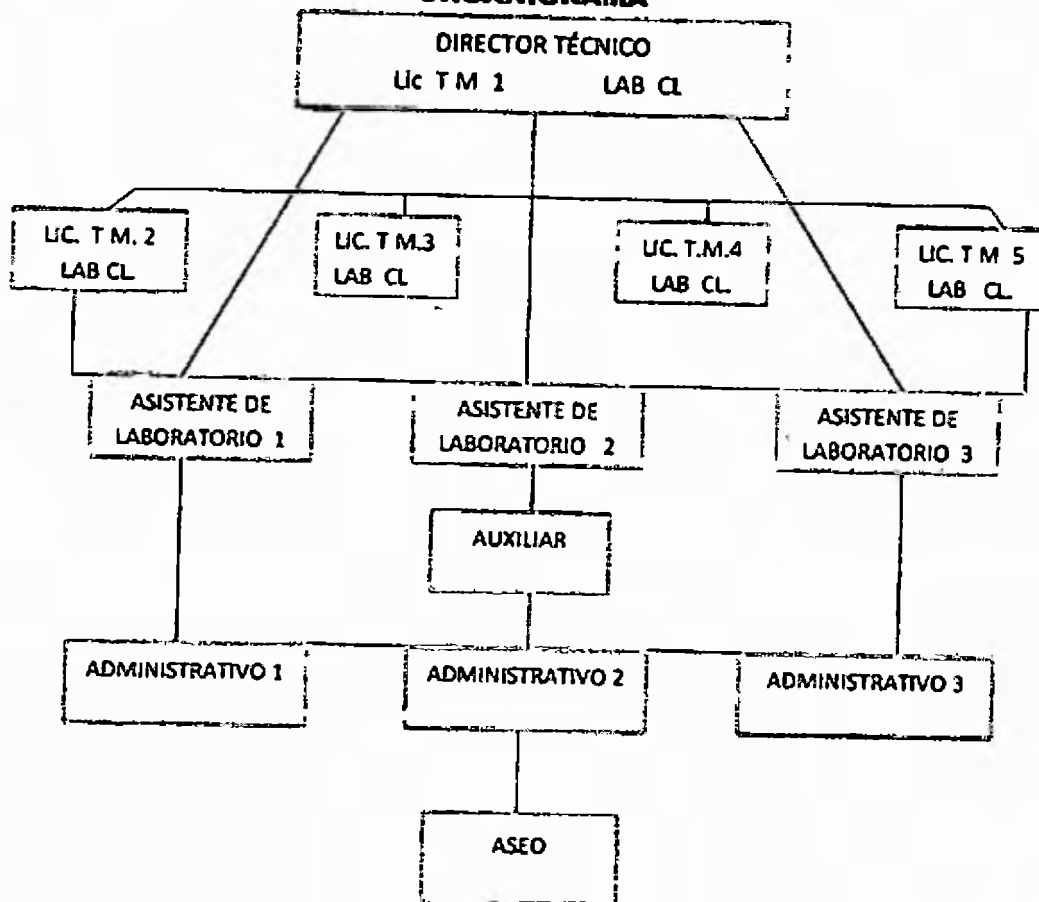 DIRECTOR TÉCNICO
Lic T M 1 LAB CL
LIC. T M. 2
LAB CL.
LIC. T M.3
LAB CL
LIC. T.M.4
LAB CL.
LIC. T M 5
LAB CL.
ASISTENTE DE
LABORATORIO 1
ASISTENTE DE
LABORATORIO 2
ASISTENTE DE
LABORATORIO 3
AUXILIAR
ADMINISTRATIVO 1
ADMINISTRATIVO 2
ADMINISTRATIVO 3
ASEO